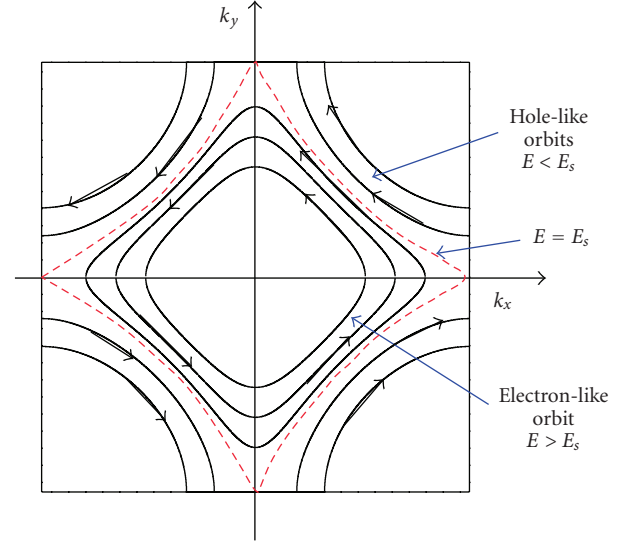 k_y
Hole-like
orbits
E < E_s
E = E_s
k_x
Electron-like
orbit
E > E_s